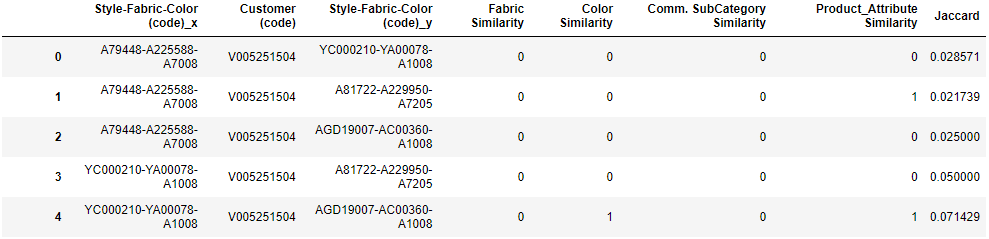 Style-Fabric-Color (code)_x Customer (code) Style-Fabric-Color (code)_y Fabric Similarity Color Similarity Comm. SubCategory Similarity Product_Attribute Similarity Jaccard
0 A79448-A225588-A7008 V005251504 YC000210-YA00078-A1008 0 0 0 0 0.028571
1 A79448-A225588-A7008 V005251504 A81722-A229950-A7205 0 0 0 1 0.021739
2 A79448-A225588-A7008 V005251504 AGD19007-AC00360-A1008 0 0 0 0 0.025000
3 YC000210-YA00078-A1008 V005251504 A81722-A229950-A7205 0 0 0 0 0.050000
4 YC000210-YA00078-A1008 V005251504 AGD19007-AC00360-A1008 0 1 0 1 0.071429